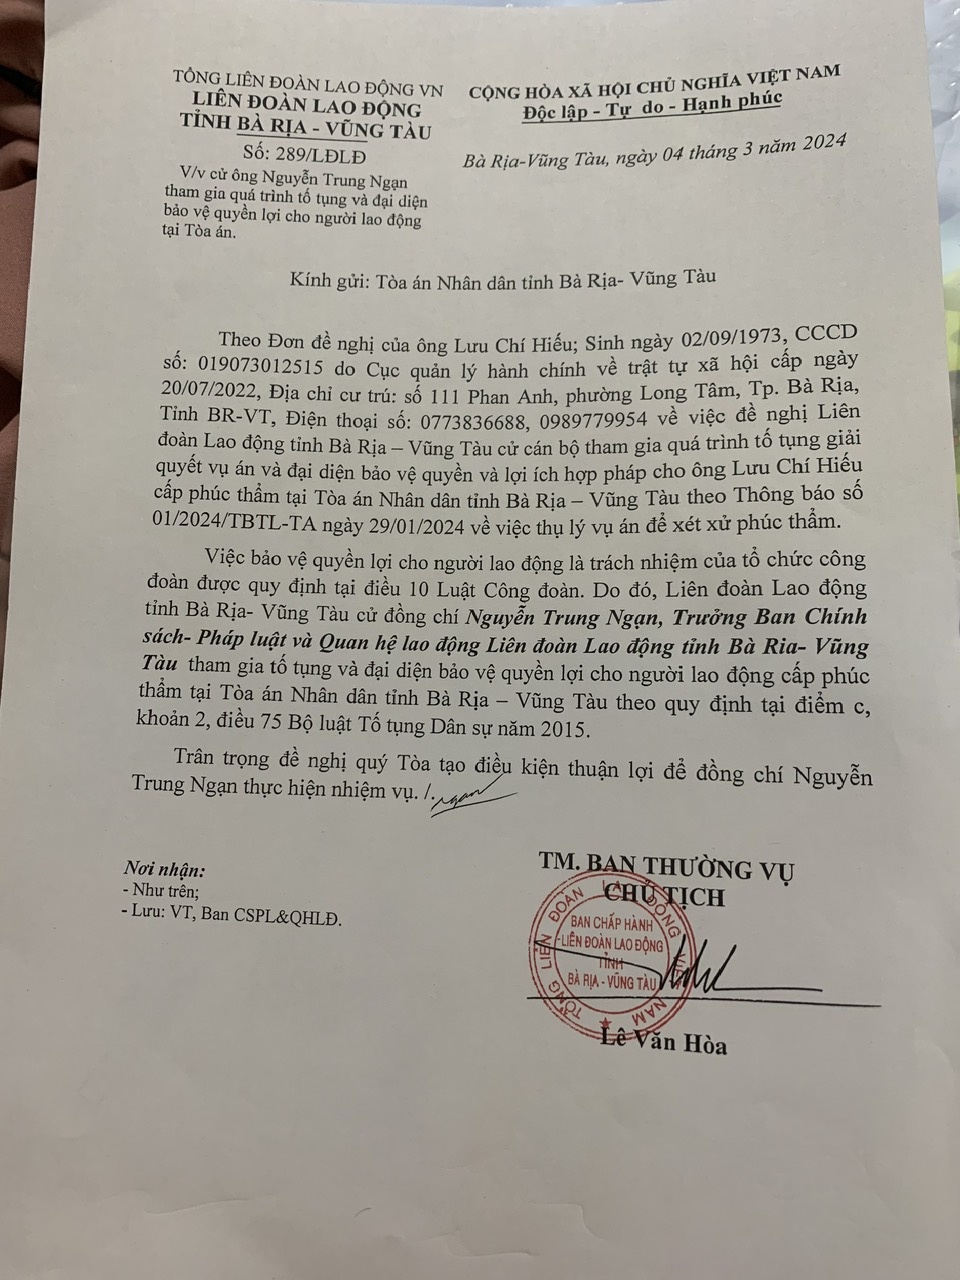 TỔNG LIÊN ĐOÀN LAO ĐỘNG VN
LIÊN ĐOÀN LAO ĐỘNG
TỈNH BÀ RỊA - VŨNG TÀU
Số: 289/LĐLĐ
V/v cử ông Nguyễn Trung Ngạn
tham gia quá trình tố tụng và đại diện
bảo vệ quyền lợi cho người lao động
tại Tòa án.
CỘNG HÒA XÃ HỘI CHỦ NGHĨA VIỆT NAM
Độc lập - Tự do - Hạnh phúc
Bà Rịa-Vũng Tàu, ngày 04 tháng 3 năm 2024
Kính gửi: Tòa án Nhân dân tỉnh Bà Rịa- Vũng Tàu
Theo Đơn đề nghị của ông Lưu Chí Hiếu; Sinh ngày 02/09/1973, CCCD
số: 019073012515 do Cục quản lý hành chính về trật tự xã hội cấp ngày
20/07/2022, Địa chỉ cư trú: số 111 Phan Anh, phường Long Tâm, Tp. Bà Rịa,
Tỉnh BR-VT, Điện thoại số: 0773836688, 0989779954 về việc đề nghị Liên
đoàn Lao động tỉnh Bà Rịa – Vũng Tàu cử cán bộ tham gia quá trình tố tụng giải
quyết vụ án và đại diện bảo vệ quyền và lợi ích hợp pháp cho ông Lưu Chí Hiếu
cấp phúc thẩm tại Tòa án Nhân dân tỉnh Bà Rịa – Vũng Tàu theo Thông báo số
01/2024/TBTL-TA ngày 29/01/2024 về việc thụ lý vụ án để xét xử phúc thẩm.
Việc bảo vệ quyền lợi cho người lao động là trách nhiệm của tổ chức công
đoàn được quy định tại điều 10 Luật Công đoàn. Do đó, Liên đoàn Lao động
tỉnh Bà Rịa- Vũng Tàu cử đồng chí Nguyễn Trung Ngạn, Trưởng Ban Chính
sách- Pháp luật và Quan hệ lao động Liên đoàn Lao động tỉnh Bà Ria- Vũng
Tàu tham gia tố tụng và đại diện bảo vệ quyền lợi cho người lao động cấp phúc
thẩm tại Tòa án Nhân dân tỉnh Bà Rịa – Vũng Tàu theo quy định tại điểm c,
khoản 2, điều 75 Bộ luật Tố tụng Dân sự năm 2015.
Trân trọng đề nghị quý Tòa tạo điều kiện thuận lợi để đồng chí Nguyễn
Trung Ngạn thực hiện nhiệm vụ. /.
Nơi nhận:
- Như trên;
- Lưu: VT, Ban CSPL&QHLĐ.
TM. BAN THƯỜNG VỤ
CHỦ TỊCH
TỔNG LIÊN ĐOÀN LAO ĐỘNG VIỆT NAM
BAN CHẤP HÀNH
LIÊN ĐOÀN LAO ĐỘNG
TỈNH
BÀ RỊA - VŨNG TÀU
Lê Văn Hòa